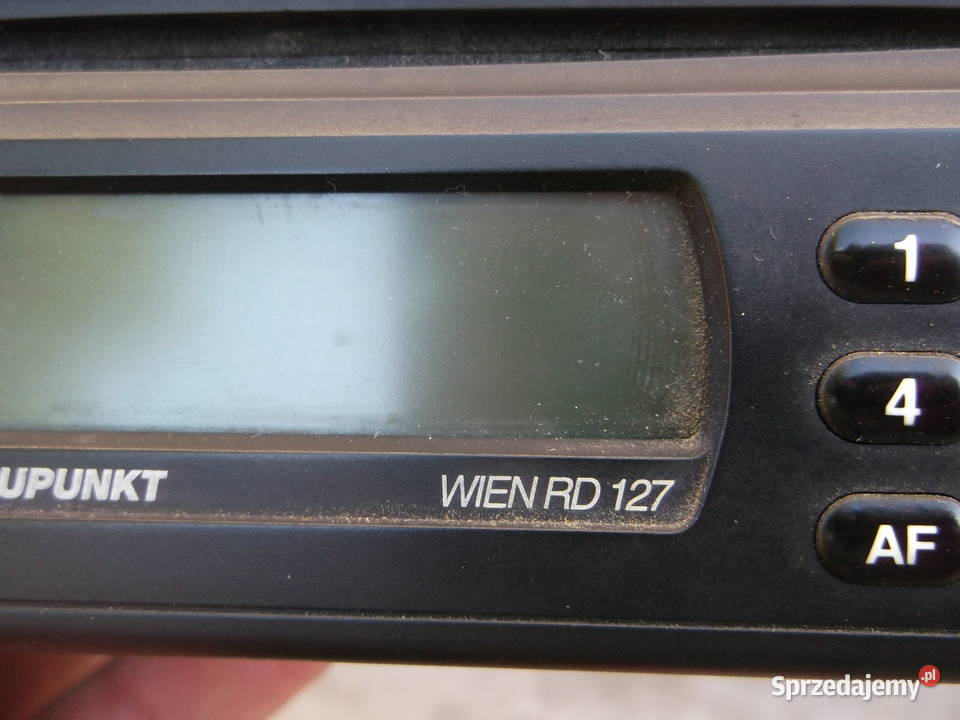 1
4
UPUNKT WIEN RD 127
AF
Sprzedajemy.pl